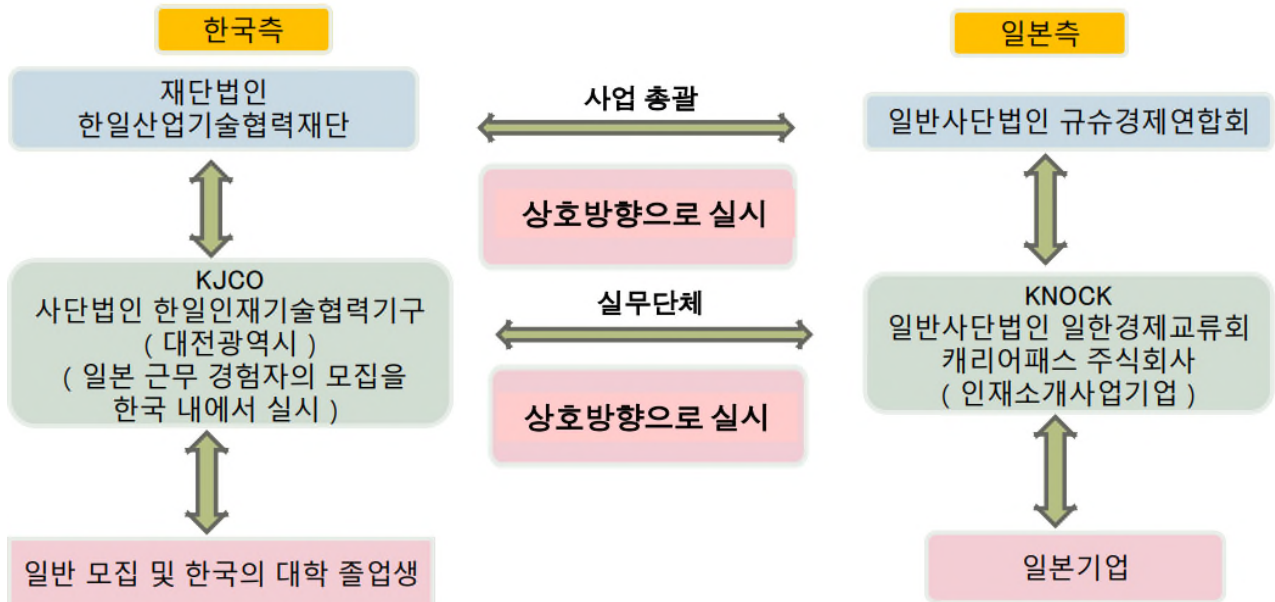 한국측
일본측
재단법인
한일산업기술협력재단
사업 총괄
일반사단법인 규슈경제연합회
상호방향으로 실시
KJCO
사단법인 한일인재기술협력기구
( 대전광역시 )
( 일본 근무 경험자의 모집을
한국 내에서 실시 )
실무단체
KNOCK
일반사단법인 일한경제교류회
캐리어패스 주식회사
( 인재소개사업기업 )
상호방향으로 실시
일반 모집 및 한국의 대학 졸업생
일본기업